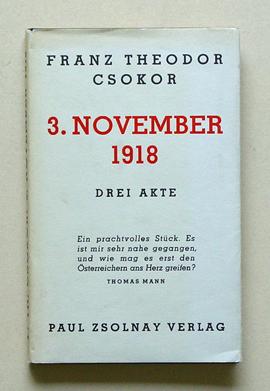 FRANZ THEODOR
CSOKOR
3. NOVEMBER
1918
DREI AKTE
Ein prachtvolles Stück. Es
ist mir sehr nahe gegangen,
und wie mag es erst den
Österreichern ans Herz greifen?
THOMAS MANN
PAUL ZSOLNAY VERLAG